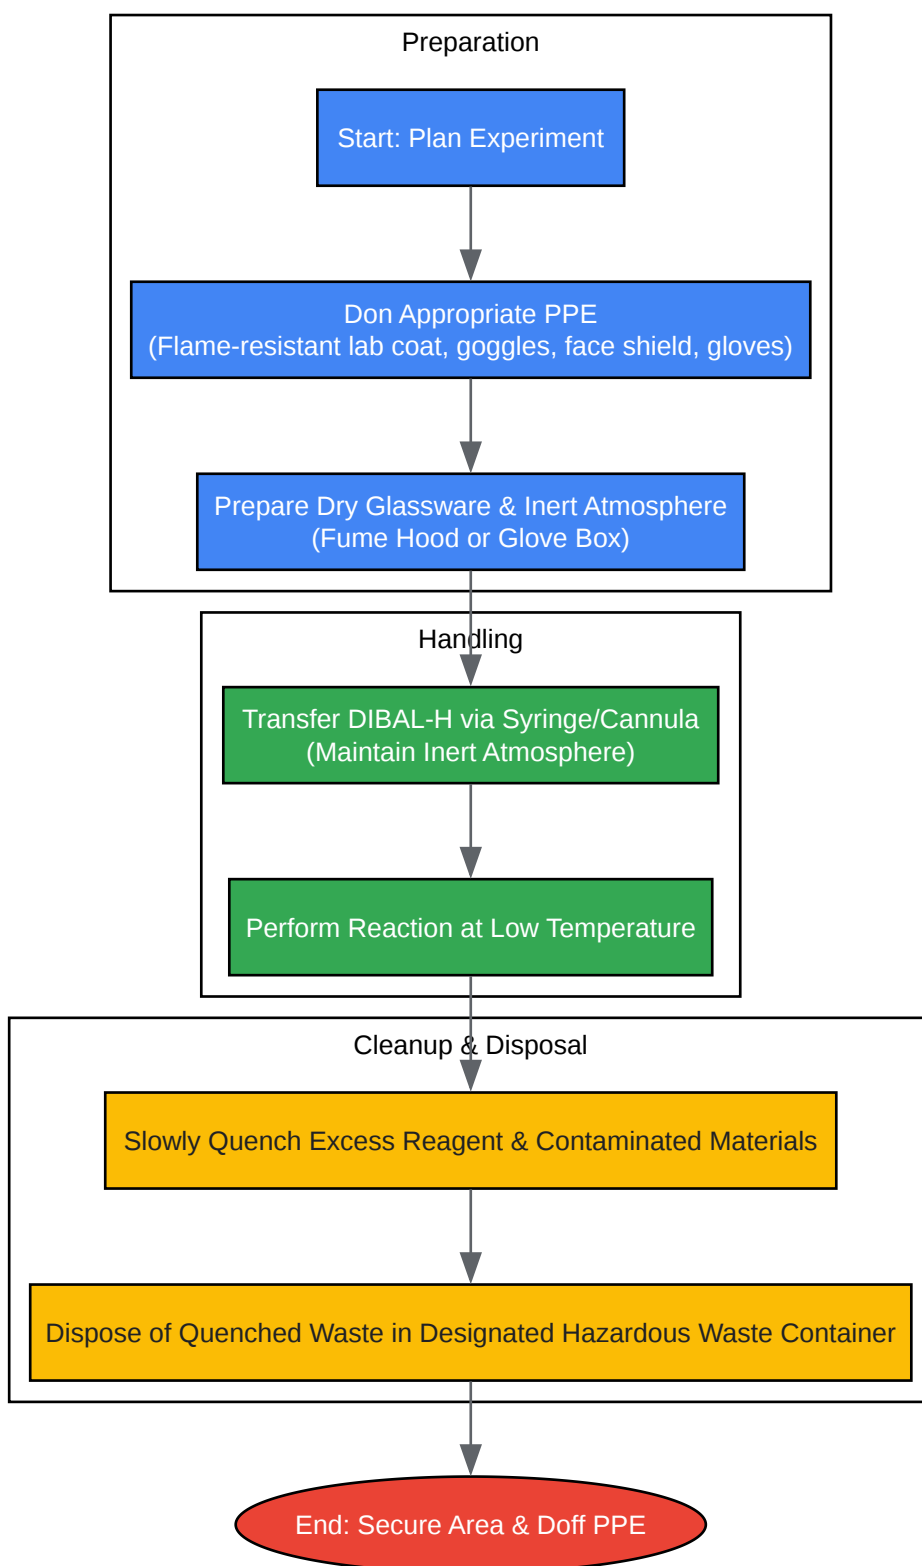 Preparation
Start: Plan Experiment
Don Appropriate PPE
(Flame-resistant lab coat, goggles, face shield, gloves)
Prepare Dry Glassware & Inert Atmosphere
(Fume Hood or Glove Box)
Handling
Transfer DIBAL-H via Syringe/Cannula
(Maintain Inert Atmosphere)
Perform Reaction at Low Temperature
Cleanup & Disposal
Slowly Quench Excess Reagent & Contaminated Materials
Dispose of Quenched Waste in Designated Hazardous Waste Container
End: Secure Area & Doff PPE